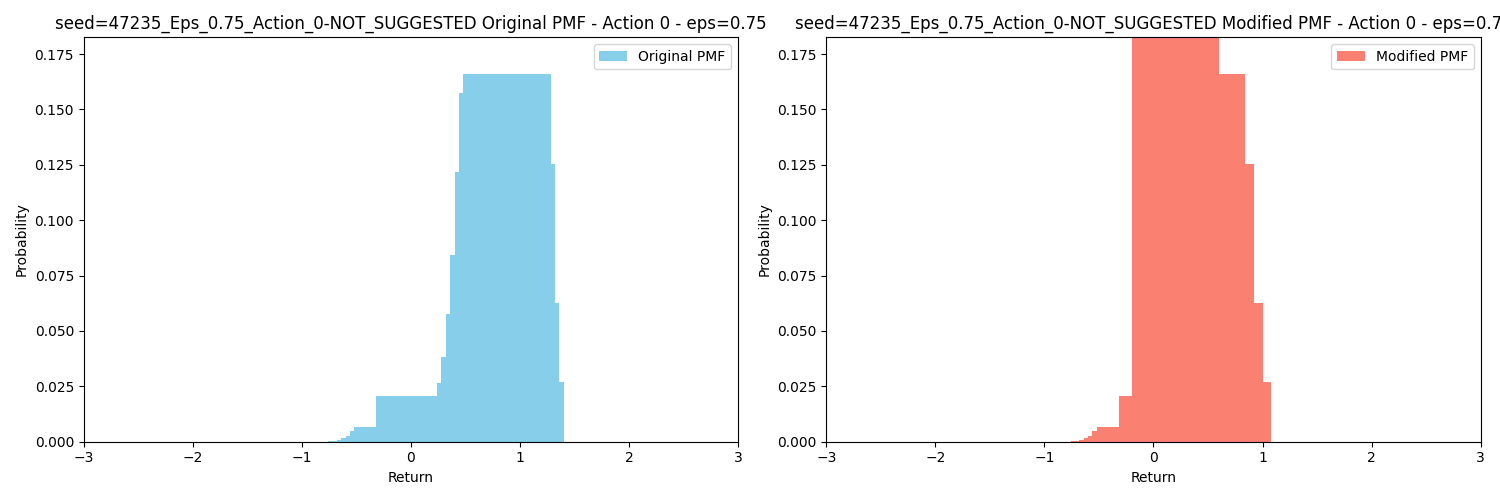 seed=47235_Eps_0.75_Action_0-NOT_SUGGESTED Original PMF - Action 0 - eps=0.75
Original PMF
Probability
0.175
0.150
0.125
0.100
0.075
0.050
0.025
0.000
−3 −2 −1 0 1 2 3
Return
seed=47235_Eps_0.75_Action_0-NOT_SUGGESTED Modified PMF - Action 0 - eps=0.7
Modified PMF
Probability
0.175
0.150
0.125
0.100
0.075
0.050
0.025
0.000
−3 −2 −1 0 1 2 3
Return